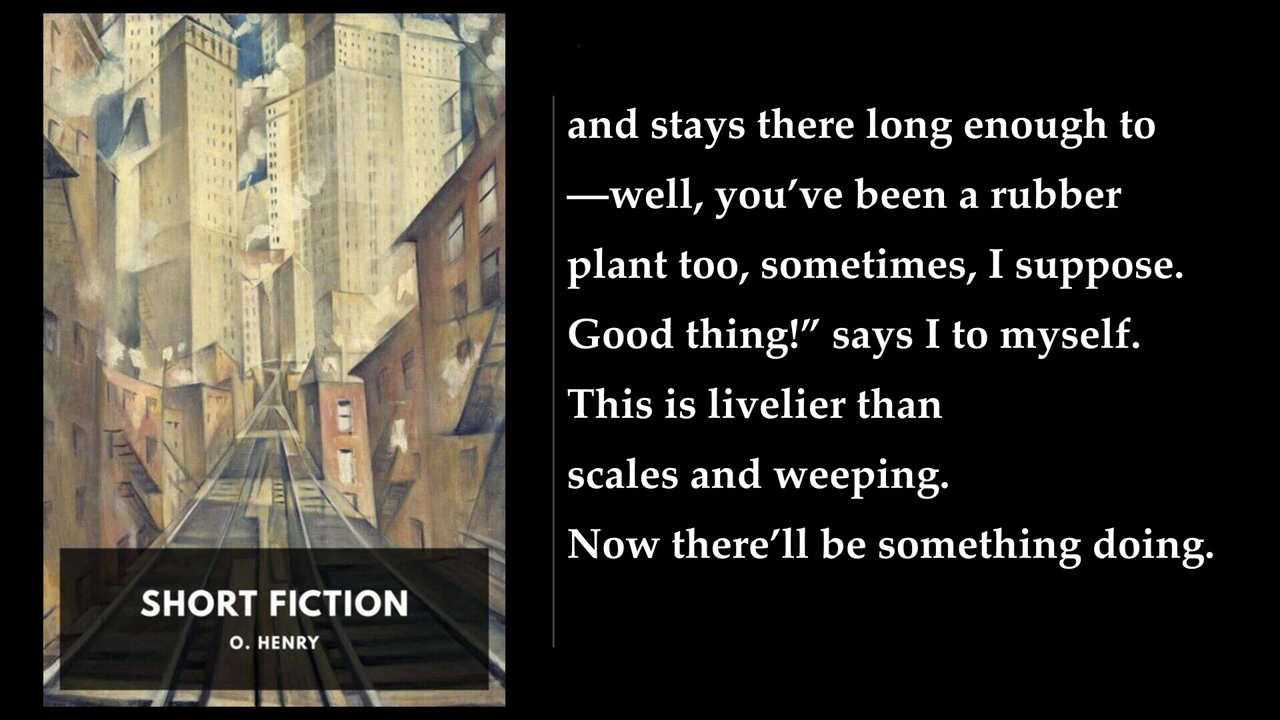 SHORT FICTION
O. HENRY
and stays there long enough to
—well, you’ve been a rubber
plant too, sometimes, I suppose.
Good thing!” says I to myself.
This is livelier than
scales and weeping.
Now there’ll be something doing.